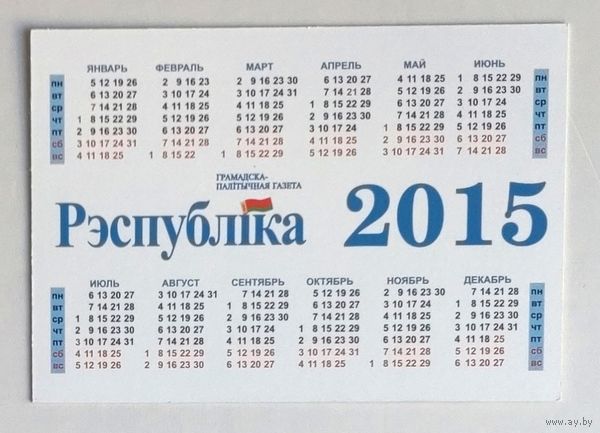 ЯНВАРЬ ФЕВРАЛЬ МАРТ АПРЕЛЬ МАЙ ИЮНЬ
пн 5 12 19 26 2 9 16 23 2 9 16 23 30 6 13 20 27 4 11 18 25 1 8 15 22 29 пн
вт 6 13 20 27 3 10 17 24 3 10 17 24 31 7 14 21 28 5 12 19 26 2 9 16 23 30 вт
ср 7 14 21 28 4 11 18 25 4 11 18 25 1 8 15 22 29 6 13 20 27 3 10 17 24 ср
чт 1 8 15 22 29 5 12 19 26 5 12 19 26 2 9 16 23 30 7 14 21 28 4 11 18 25 чт
пт 2 9 16 23 30 6 13 20 27 6 13 20 27 3 10 17 24 1 8 15 22 29 5 12 19 26 пт
сб 3 10 17 24 31 7 14 21 28 7 14 21 28 4 11 18 25 2 9 16 23 30 6 13 20 27 сб
вс 4 11 18 25 1 8 15 22 1 8 15 22 29 5 12 19 26 3 10 17 24 31 7 14 21 28 вс
ГРАМАДСКА-
ПАЛІТЫЧНАЯ ГАЗЕТА
Рэспубліка 2015
ИЮЛЬ АВГУСТ СЕНТЯБРЬ ОКТЯБРЬ НОЯБРЬ ДЕКАБРЬ
пн 6 13 20 27 3 10 17 24 31 7 14 21 28 5 12 19 26 2 9 16 23 30 7 14 21 28 пн
вт 7 14 21 28 4 11 18 25 1 8 15 22 29 6 13 20 27 3 10 17 24 1 8 15 22 29 вт
ср 1 8 15 22 29 5 12 19 26 2 9 16 23 30 7 14 21 28 4 11 18 25 2 9 16 23 30 ср
чт 2 9 16 23 30 6 13 20 27 3 10 17 24 1 8 15 22 29 5 12 19 26 3 10 17 24 31 чт
пт 3 10 17 24 31 7 14 21 28 4 11 18 25 2 9 16 23 30 6 13 20 27 4 11 18 25 пт
сб 4 11 18 25 1 8 15 22 29 5 12 19 26 3 10 17 24 31 7 14 21 28 5 12 19 26 сб
вс 5 12 19 26 2 9 16 23 30 6 13 20 27 4 11 18 25 1 8 15 22 29 6 13 20 27 вс
www.ay.by